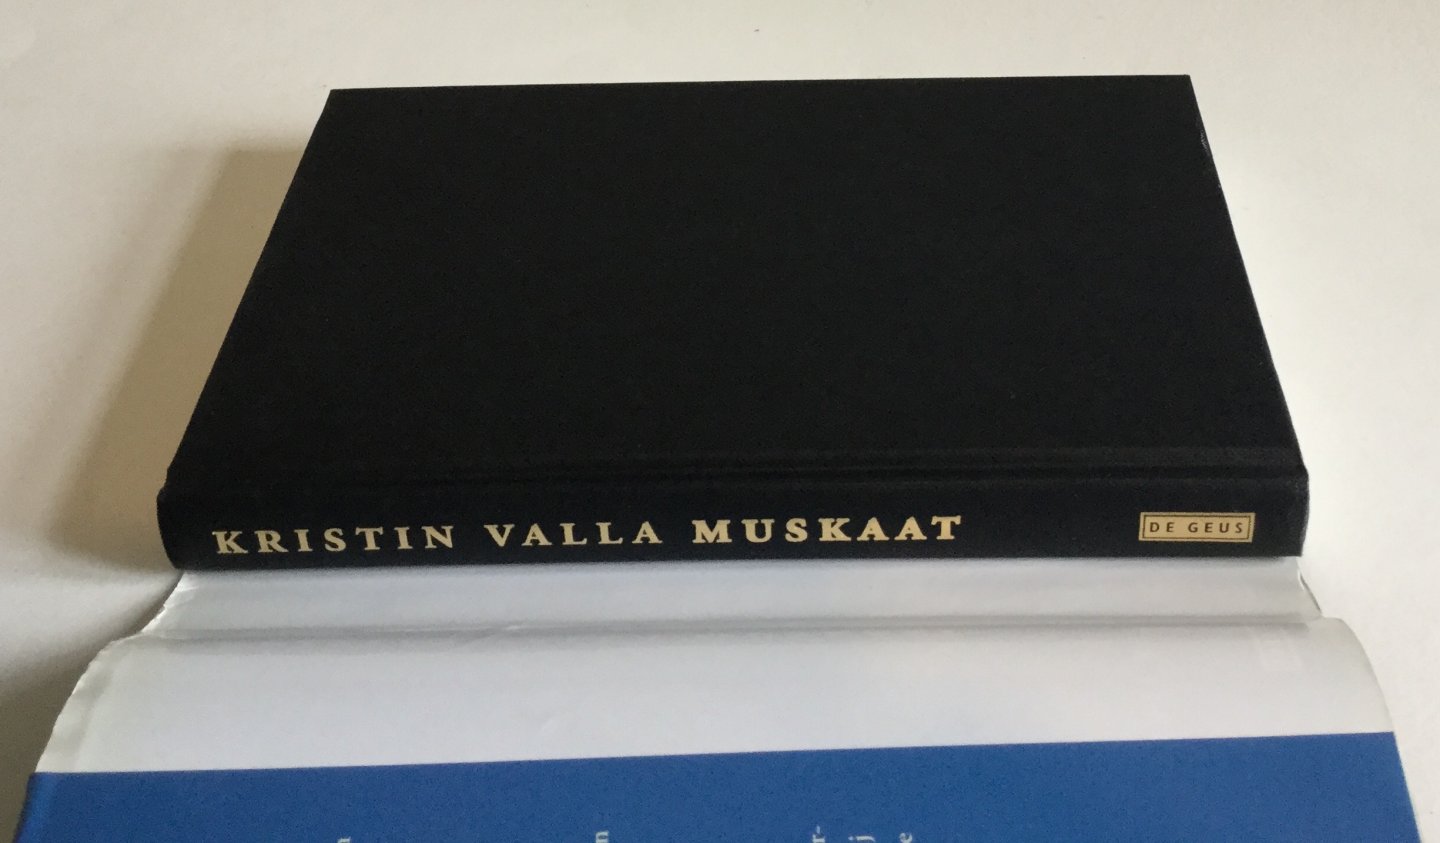 KRISTIN VALLA MUSKAAT
DE GEUS